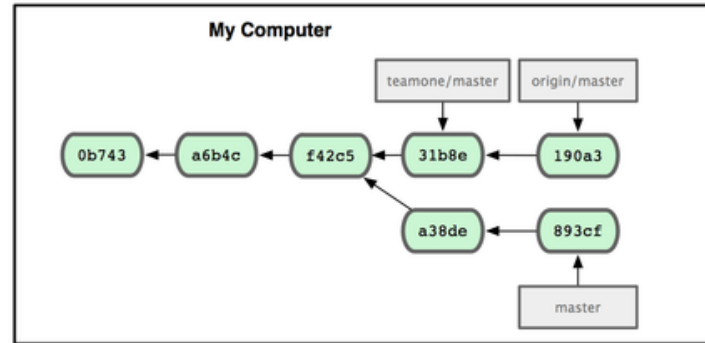 My Computer
teamone/master
origin/master
0b743
a6b4c
f42c5
31b8e
190a3
a38de
893cf
master